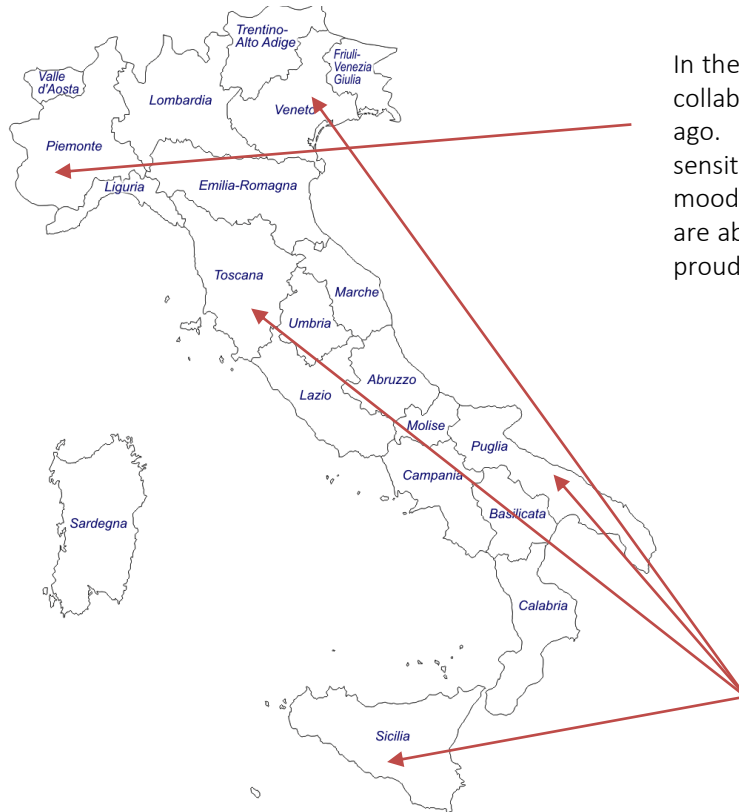 Trentino-
Alto Adige
Friuli-
Venezia
Giulia
Valle
d'Aosta
Lombardia
Veneto
Piemonte
Liguria
Emilia-Romagna
Toscana
Marche
Umbria
Abruzzo
Lazio
Molise
Puglia
Campania
Basilicata
Sardegna
Calabria
Sicilia
In the
collab
ago.
sensit
mood
are ab
proud